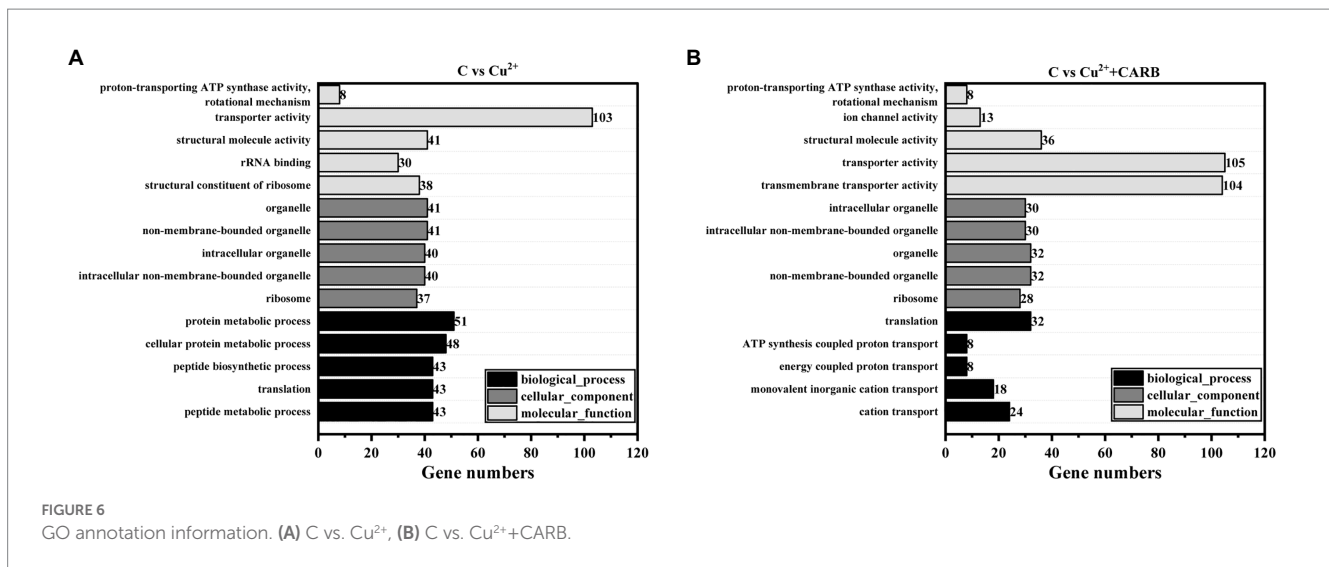 A
C vs Cu²⁺
proton-transporting ATP synthase activity,
rotational mechanism
8
transporter activity
103
structural molecule activity
41
rRNA binding
30
structural constituent of ribosome
38
organelle
41
non-membrane-bounded organelle
41
intracellular organelle
40
intracellular non-membrane-bounded organelle
40
ribosome
37
protein metabolic process
51
cellular protein metabolic process
48
peptide biosynthetic process
43
translation
43
peptide metabolic process
43
biological_process
cellular_component
molecular_function
0 20 40 60 80 100 120
Gene numbers
B
C vs Cu²⁺+CARB
proton-transporting ATP synthase activity,
rotational mechanism
8
ion channel activity
13
structural molecule activity
36
transporter activity
105
transmembrane transporter activity
104
intracellular organelle
30
intracellular non-membrane-bounded organelle
30
organelle
32
non-membrane-bounded organelle
32
ribosome
28
translation
32
ATP synthesis coupled proton transport
8
energy coupled proton transport
8
monovalent inorganic cation transport
18
cation transport
24
biological_process
cellular_component
molecular_function
0 20 40 60 80 100 120
Gene numbers
FIGURE 6
GO annotation information. (A) C vs. Cu²⁺, (B) C vs. Cu²⁺+CARB.